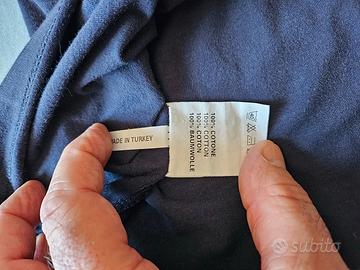 MADE IN TURKEY
100% COTONE
100% COTTON
100% COTON
100% BAUMWOLLE
subito